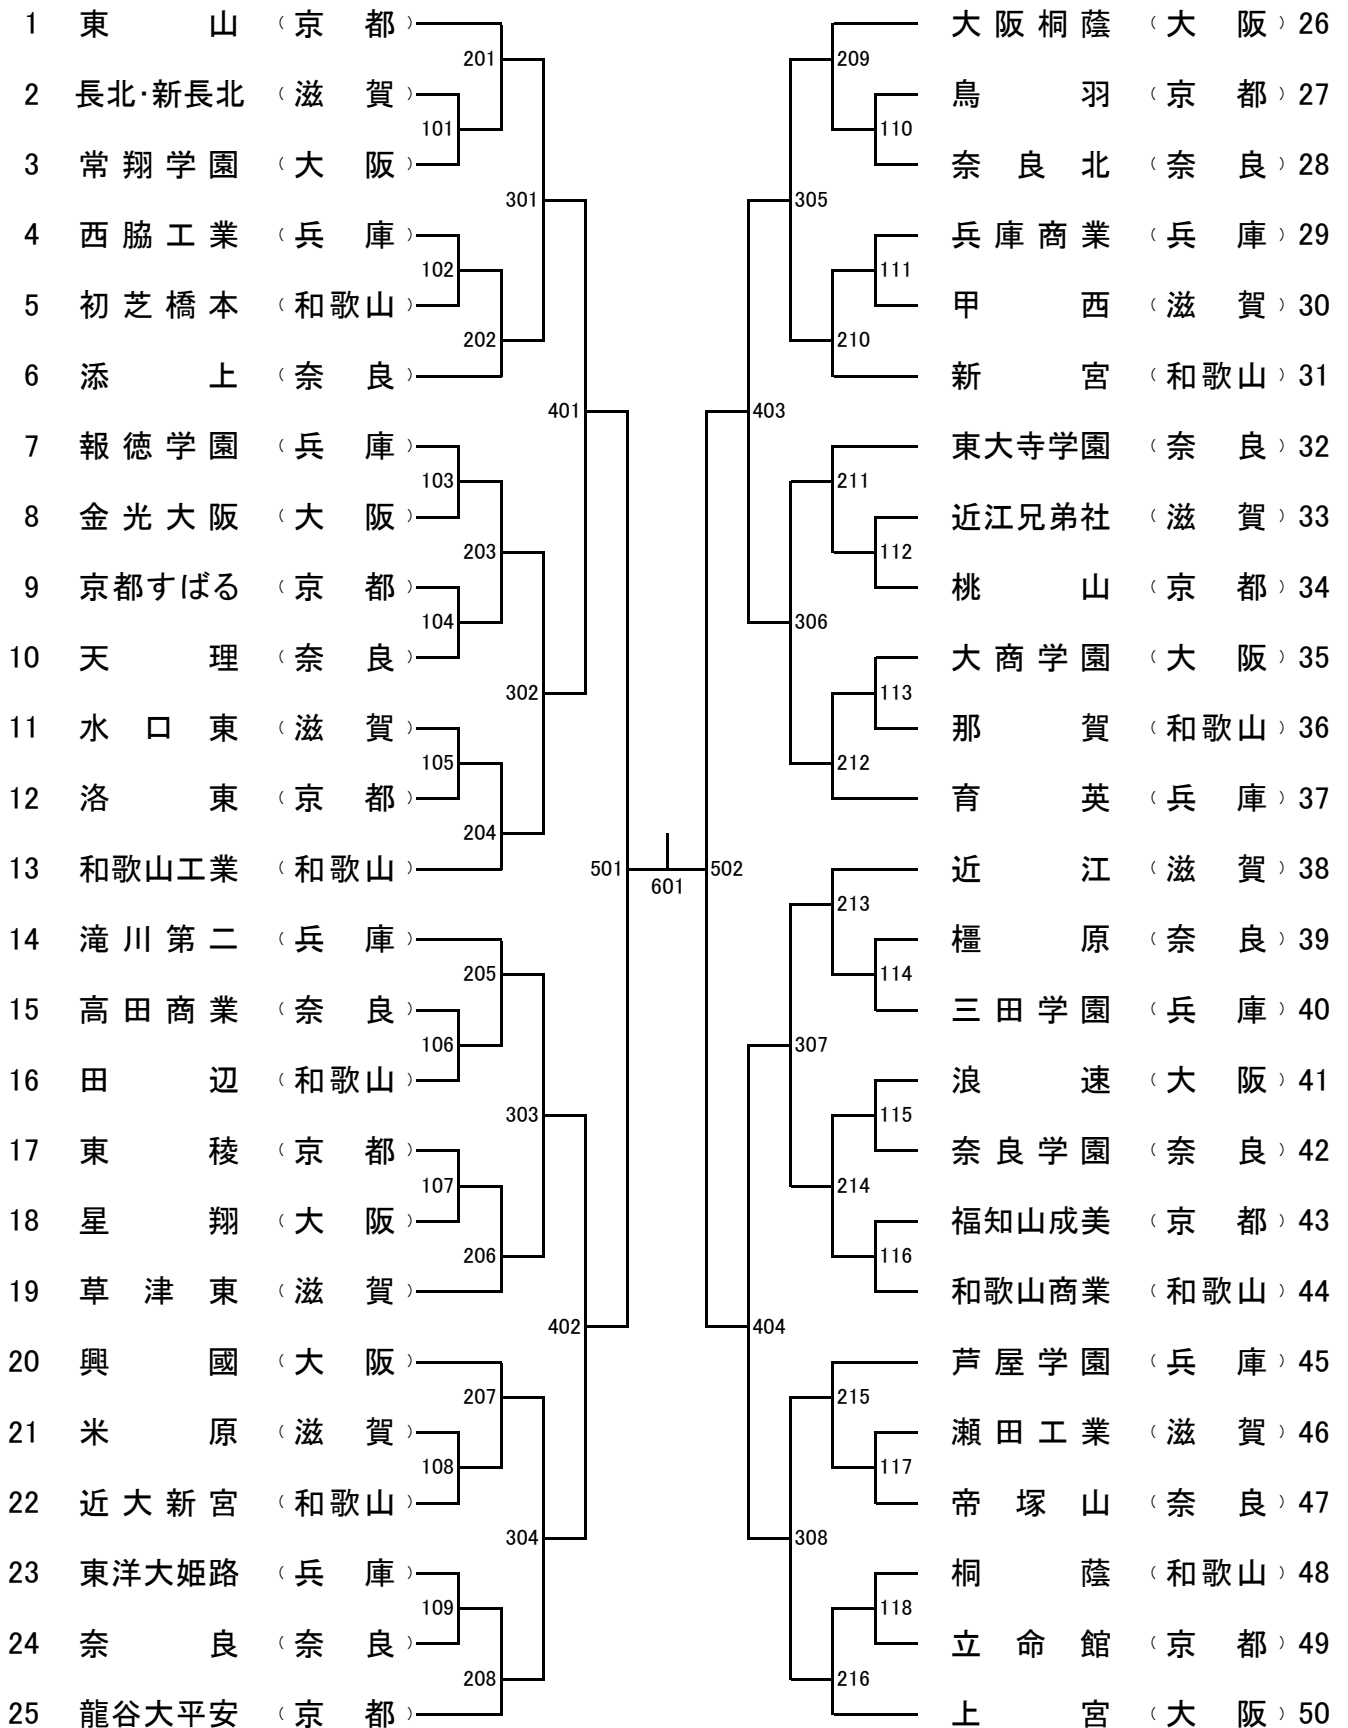 1 東山 (京都)
201
2 長北・新長北 (滋賀)
101
3 常翔学園 (大阪)
301
4 西脇工業 (兵庫)
102
5 初芝橋本 (和歌山)
202
6 添上 (奈良)
401
7 報徳学園 (兵庫)
103
8 金光大阪 (大阪)
203
9 京都すばる (京都)
104
10 天理 (奈良)
302
11 水口東 (滋賀)
105
12 洛東 (京都)
204
13 和歌山工業 (和歌山)
501
14 滝川第二 (兵庫)
205
15 高田商業 (奈良)
106
16 田辺 (和歌山)
303
17 東稜 (京都)
107
18 星翔 (大阪)
206
19 草津東 (滋賀)
402
20 興國 (大阪)
207
21 米原 (滋賀)
108
22 近大新宮 (和歌山)
304
23 東洋大姫路 (兵庫)
109
24 奈良 (奈良)
208
25 龍谷大平安 (京都)
601
大阪桐蔭 (大阪) 26
209
鳥羽 (京都) 27
110
奈良北 (奈良) 28
305
兵庫商業 (兵庫) 29
111
甲西 (滋賀) 30
210
新宮 (和歌山) 31
403
東大寺学園 (奈良) 32
211
近江兄弟社 (滋賀) 33
112
桃山 (京都) 34
306
大商学園 (大阪) 35
113
那賀 (和歌山) 36
212
育英 (兵庫) 37
502
近江 (滋賀) 38
213
橿原 (奈良) 39
114
三田学園 (兵庫) 40
307
浪速 (大阪) 41
115
奈良学園 (奈良) 42
214
福知山成美 (京都) 43
116
和歌山商業 (和歌山) 44
404
芦屋学園 (兵庫) 45
215
瀬田工業 (滋賀) 46
117
帝塚山 (奈良) 47
308
桐蔭 (和歌山) 48
118
立命館 (京都) 49
216
上宮 (大阪) 50